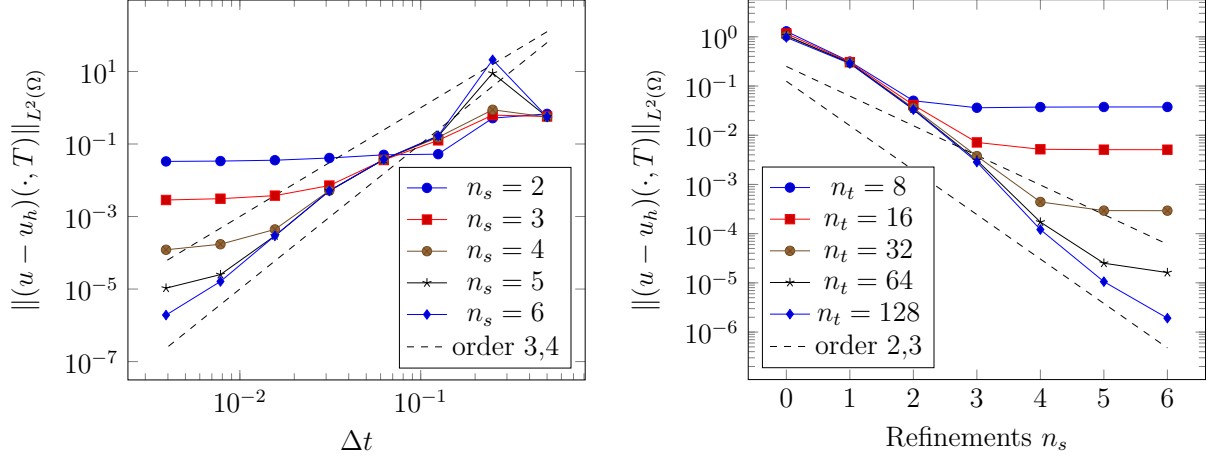 ‖(u − u_h)(·, T)‖_{L²(Ω)}
10^1
10^{−1}
10^{−3}
10^{−5}
10^{−7}
10^{−2}
10^{−1}
Δt
n_s = 2
n_s = 3
n_s = 4
n_s = 5
n_s = 6
order 3,4
‖(u − u_h)(·, T)‖_{L²(Ω)}
10^0
10^{−1}
10^{−2}
10^{−3}
10^{−4}
10^{−5}
10^{−6}
0 1 2 3 4 5 6
Refinements n_s
n_t = 8
n_t = 16
n_t = 32
n_t = 64
n_t = 128
order 2,3